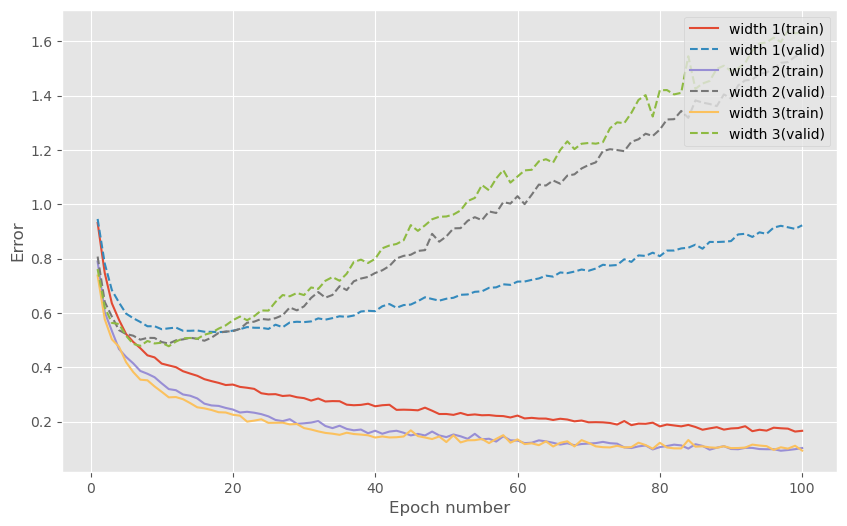 1.6
1.4
1.2
1.0
0.8
0.6
0.4
0.2
Error
0
20
40
60
80
100
Epoch number
width 1(train)
width 1(valid)
width 2(train)
width 2(valid)
width 3(train)
width 3(valid)